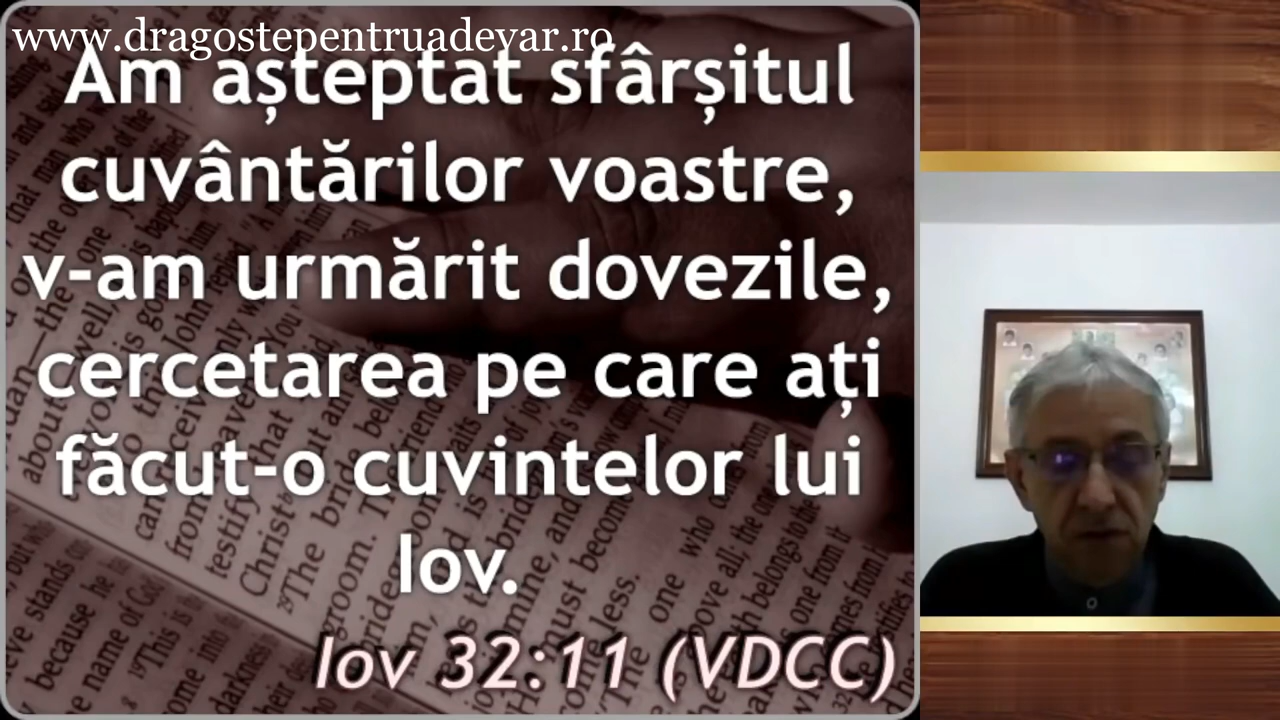 www.dragostepentruadevar.ro
Am așteptat sfârșitul
cuvântărilor voastre,
v-am urmărit dovezile,
cercetarea pe care ați
făcut-o cuvintelor lui
Iov.
Iov 32:11 (VDCC)